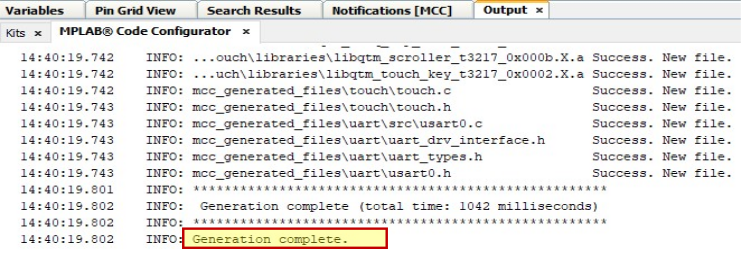 Variables Pin Grid View Search Results Notifications [MCC] Output ×
Kits × MPLAB® Code Configurator ×
14:40:19.742 INFO: ...ouch\libraries\libqtm_scroller_t3217_0x000b.X.a Success. New file.
14:40:19.742 INFO: ...uch\libraries\libqtm_touch_key_t3217_0x0002.X.a Success. New file.
14:40:19.742 INFO: mcc_generated_files\touch\touch.c Success. New file.
14:40:19.743 INFO: mcc_generated_files\touch\touch.h Success. New file.
14:40:19.743 INFO: mcc_generated_files\uart\src\usart0.c Success. New file.
14:40:19.743 INFO: mcc_generated_files\uart\uart_drv_interface.h Success. New file.
14:40:19.743 INFO: mcc_generated_files\uart\uart_types.h Success. New file.
14:40:19.743 INFO: mcc_generated_files\uart\usart0.h Success. New file.
14:40:19.801 INFO: *****************************************************
14:40:19.802 INFO: Generation complete (total time: 1042 milliseconds)
14:40:19.802 INFO: *****************************************************
14:40:19.802 INFO: Generation complete.